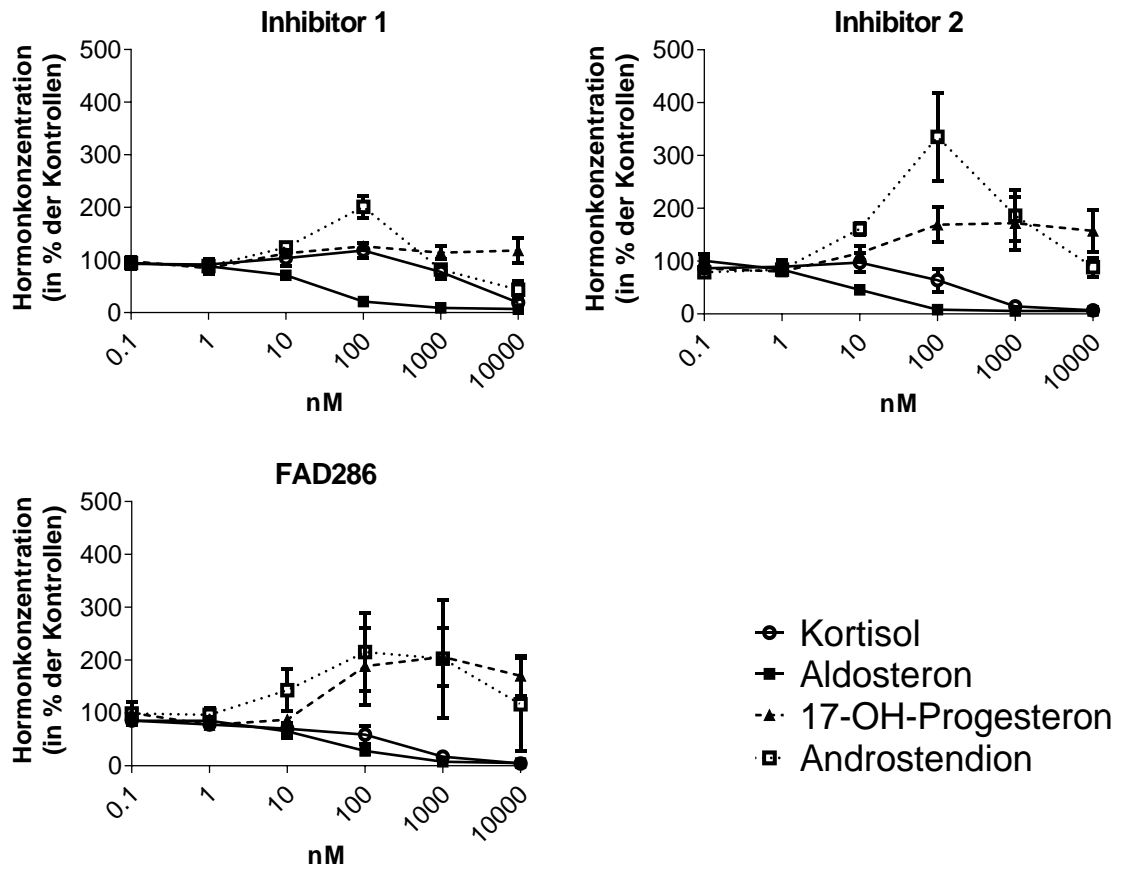 Inhibitor 1
Hormonkonzentration
(in % der Kontrollen)
500
400
300
200
100
0
0.1
1
10
100
1000
10000
nM
Inhibitor 2
Hormonkonzentration
(in % der Kontrollen)
500
400
300
200
100
0
0.1
1
10
100
1000
10000
nM
FAD286
Hormonkonzentration
(in % der Kontrollen)
500
400
300
200
100
0
0.1
1
10
100
1000
10000
nM
Kortisol
Aldosteron
17-OH-Progesteron
Androstendion